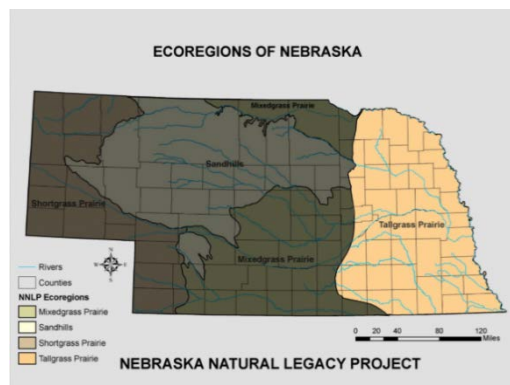 ECOREGIONS OF NEBRASKA
Mixedgrass Prairie
Sandhills
Shortgrass Prairie
Tallgrass Prairie
Mixedgrass Prairie
N
Rivers
Counties
NNLP Ecoregions
Mixedgrass Prairie
Sandhills
Shortgrass Prairie
Tallgrass Prairie
0 20 40 80 120
Miles
NEBRASKA NATURAL LEGACY PROJECT